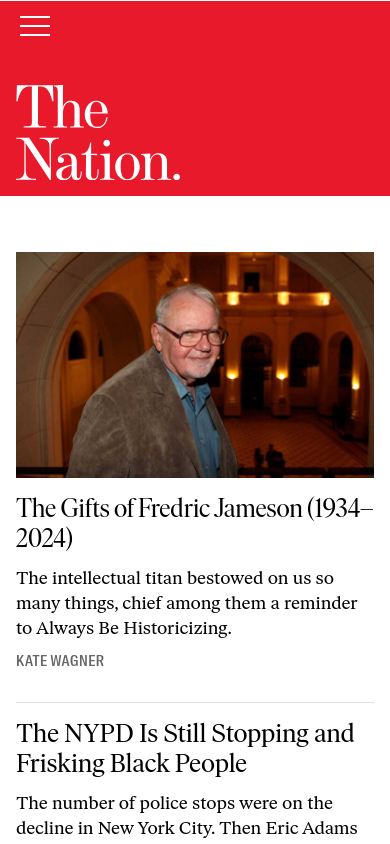 The
Nation.
The Gifts of Fredric Jameson (1934–
2024)
The intellectual titan bestowed on us so
many things, chief among them a reminder
to Always Be Historicizing.
KATE WAGNER
The NYPD Is Still Stopping and
Frisking Black People
The number of police stops were on the
decline in New York City. Then Eric Adams